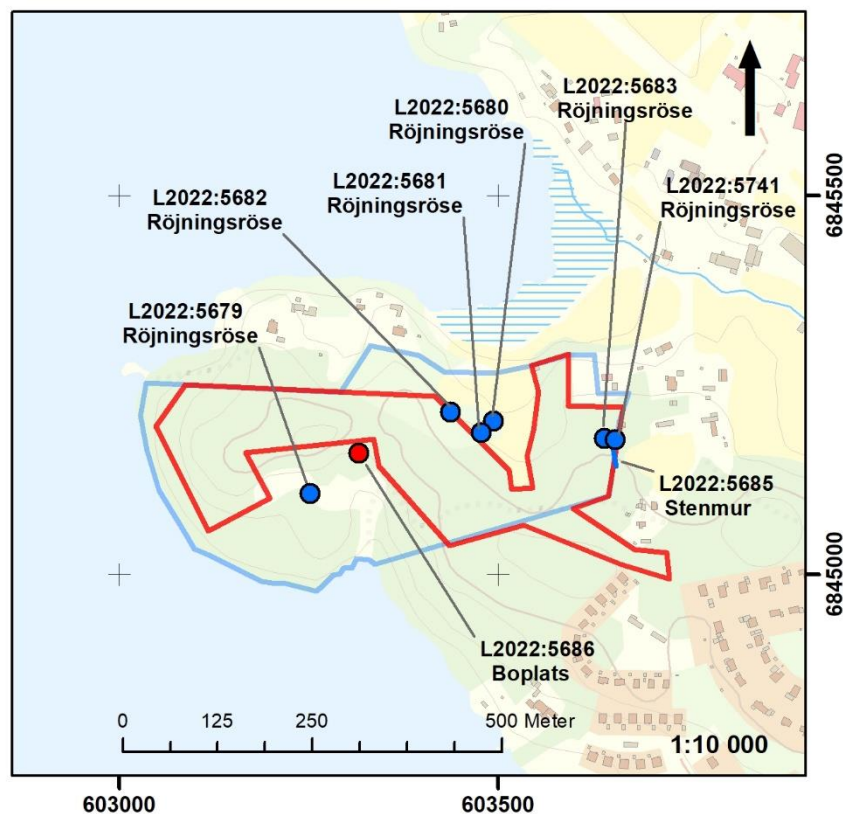 L2022:5683
Röjningsröse
L2022:5680
Röjningsröse
L2022:5681
Röjningsröse
L2022:5741
Röjningsröse
L2022:5682
Röjningsröse
6845500
L2022:5679
Röjningsröse
L2022:5685
Stenmur
6845000
L2022:5686
Boplats
0 125 250 500 Meter
1:10 000
603000 603500